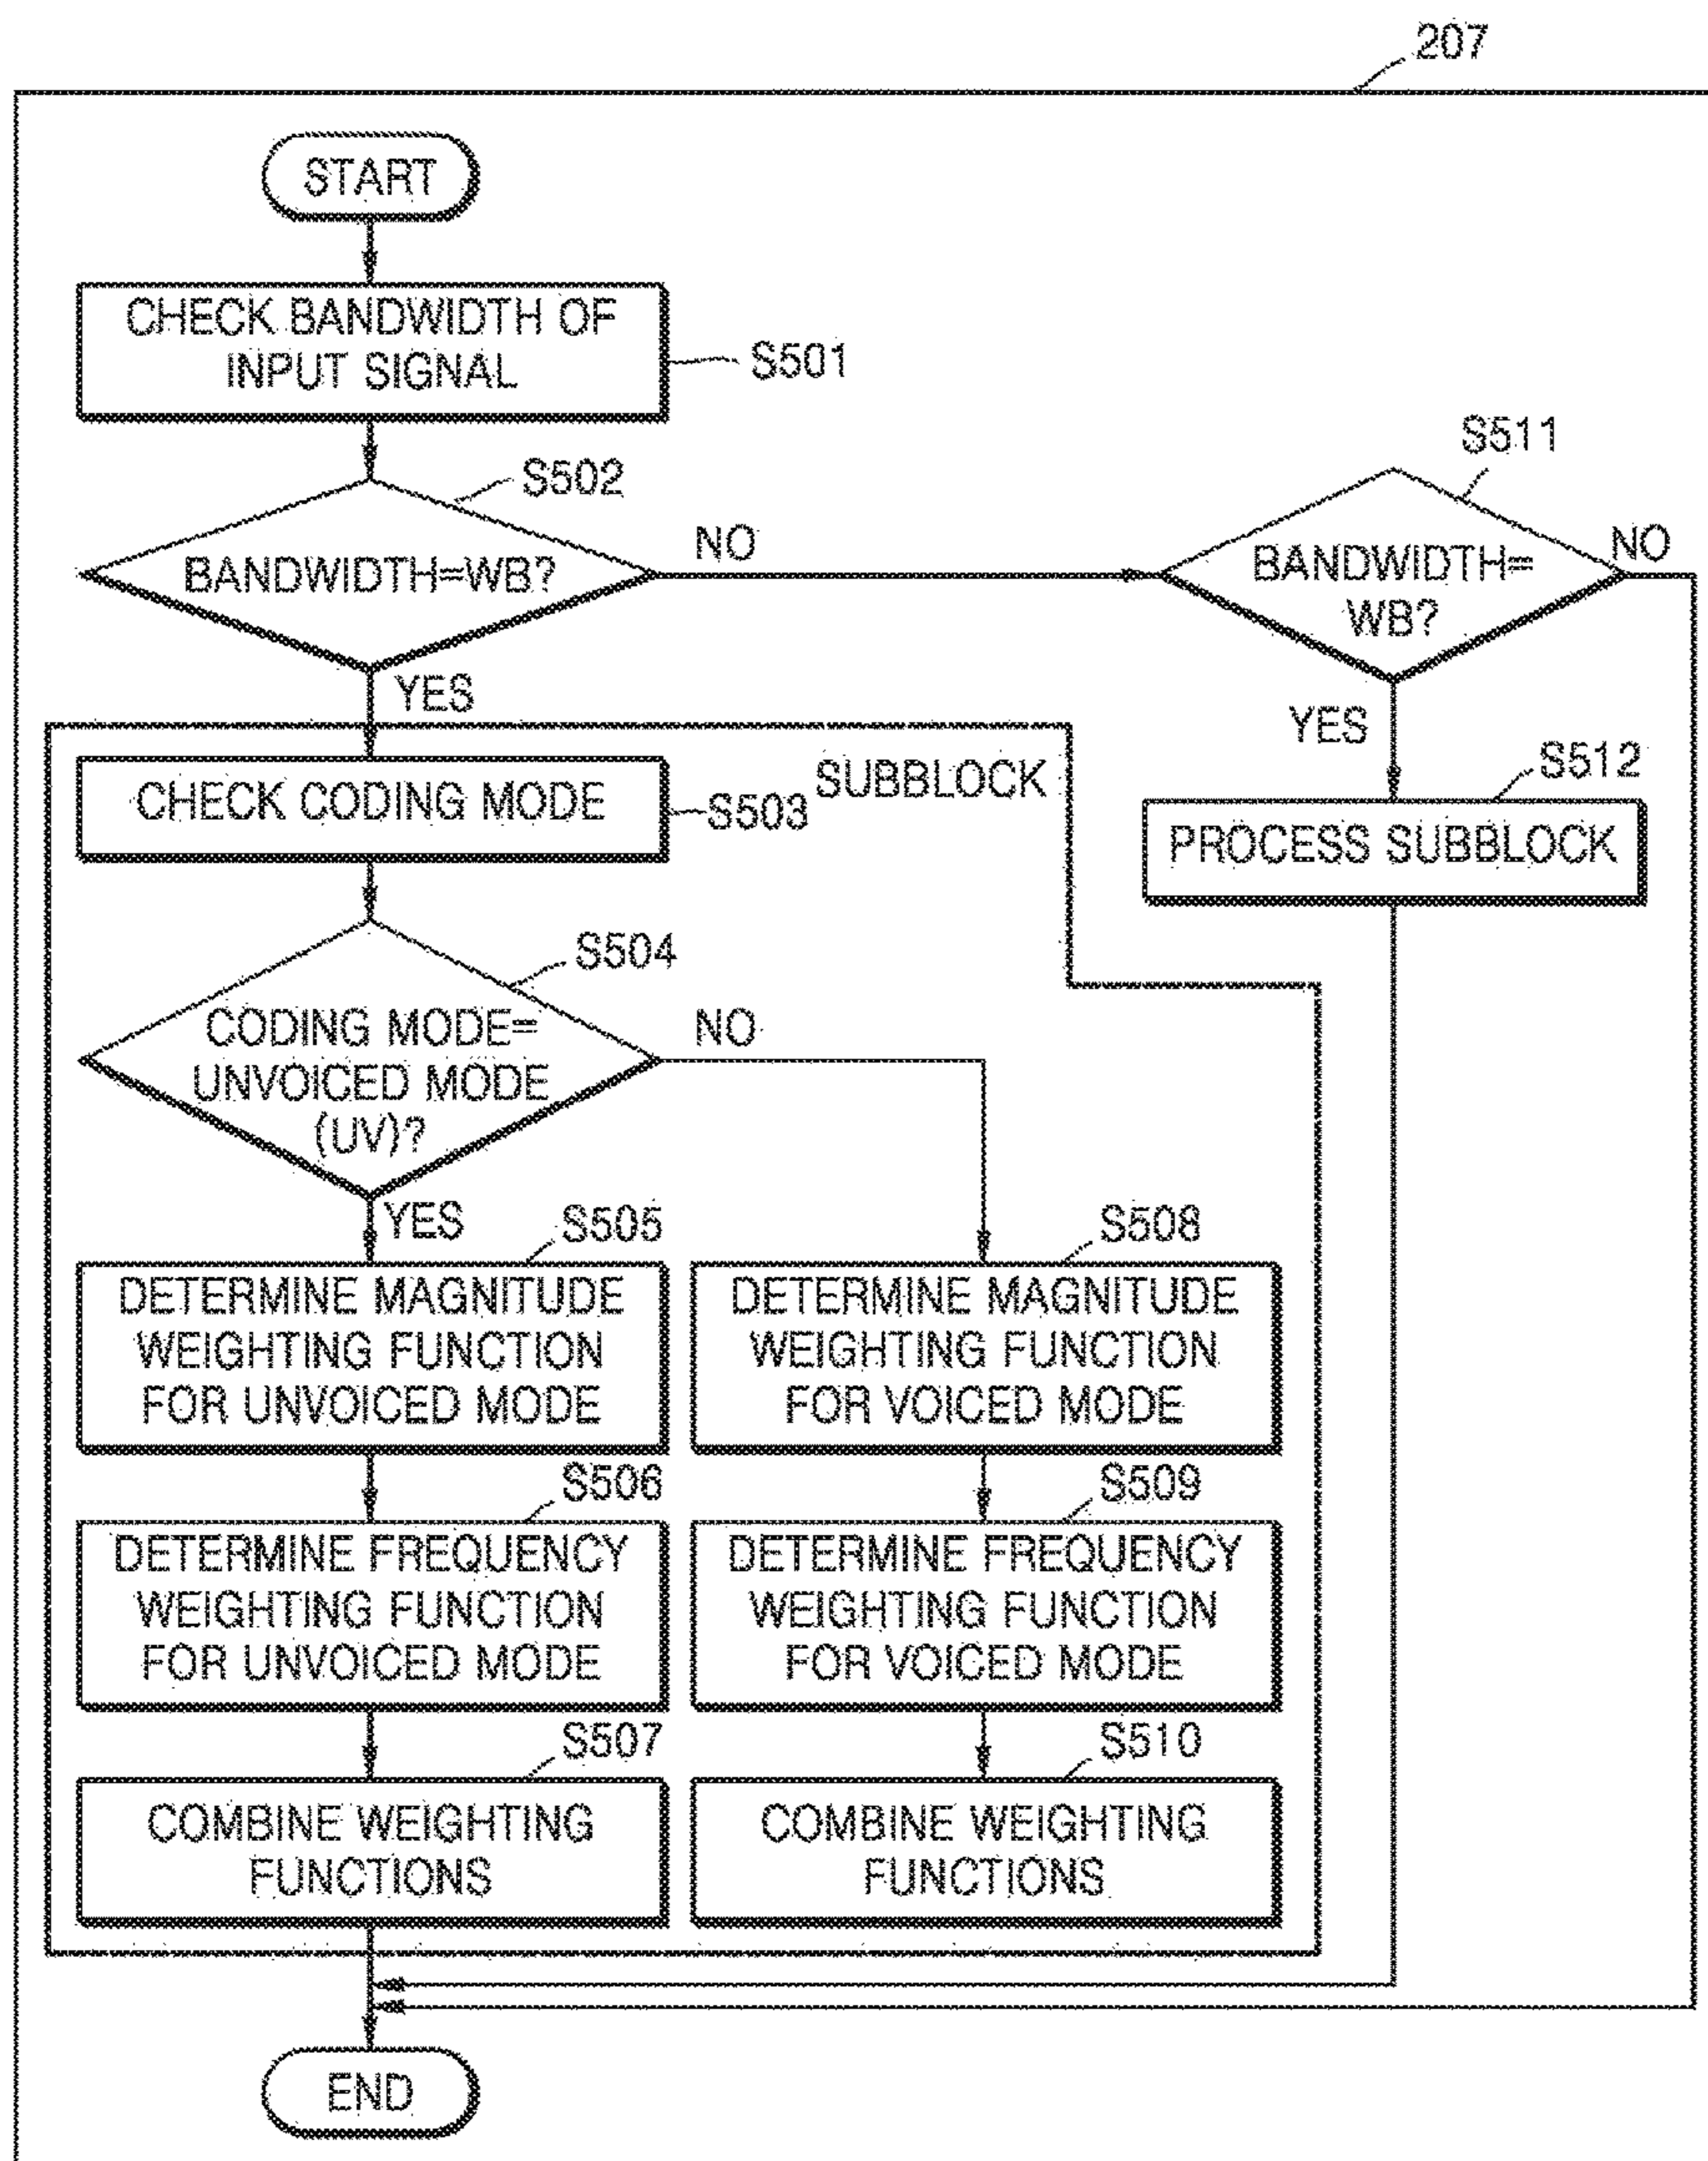 207
START
CHECK BANDWIDTH OF
INPUT SIGNAL
S501
S502
BANDWIDTH=WB?
NO
YES
S511
BANDWIDTH=
WB?
NO
YES
S512
PROCESS SUBBLOCK
SUBBLOCK
CHECK CODING MODE
S503
S504
CODING MODE=
UNVOICED MODE
(UV)?
NO
YES
S505
DETERMINE MAGNITUDE
WEIGHTING FUNCTION
FOR UNVOICED MODE
S506
DETERMINE FREQUENCY
WEIGHTING FUNCTION
FOR UNVOICED MODE
S507
COMBINE WEIGHTING
FUNCTIONS
S508
DETERMINE MAGNITUDE
WEIGHTING FUNCTION
FOR VOICED MODE
S509
DETERMINE FREQUENCY
WEIGHTING FUNCTION
FOR VOICED MODE
S510
COMBINE WEIGHTING
FUNCTIONS
END